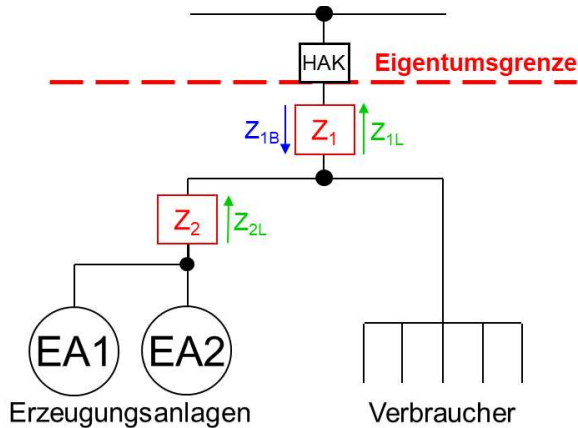 HAK
Eigentumsgrenze
Z1B
Z1
Z1L
Z2
Z2L
EA1
EA2
Erzeugungsanlagen
Verbraucher